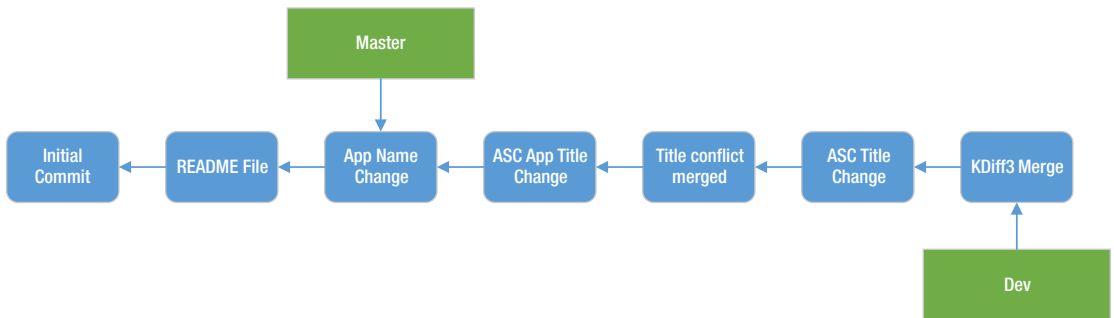 Master
Initial
Commit
README File
App Name
Change
ASC App Title
Change
Title conflict
merged
ASC Title
Change
KDiff3 Merge
Dev